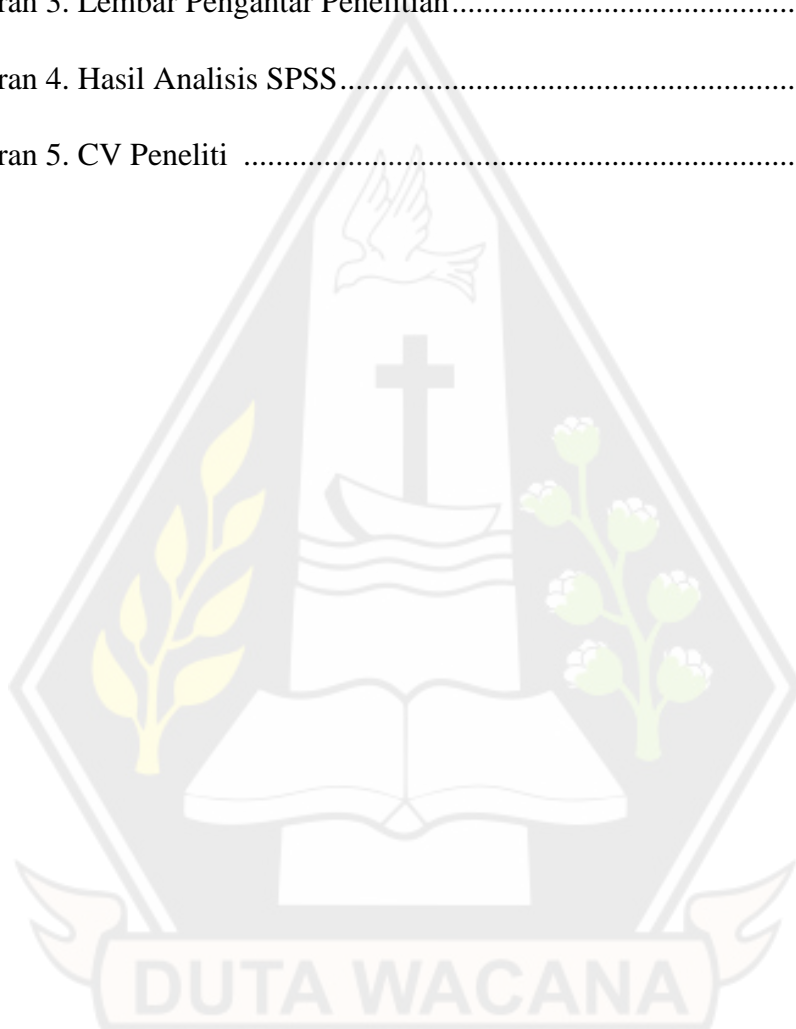 ran 3. Lembar Pengantar Penelitian............................................
ran 4. Hasil Analisis SPSS.........................................................
ran 5. CV Peneliti .....................................................................
DUTA WACANA